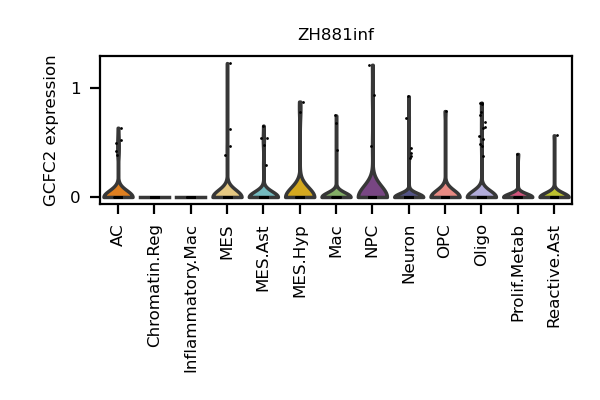 ZH881inf
GCFC2 expression
1
0
AC
Chromatin.Reg
Inflammatory.Mac
MES
MES.Ast
MES.Hyp
Mac
NPC
Neuron
OPC
Oligo
Prolif.Metab
Reactive.Ast